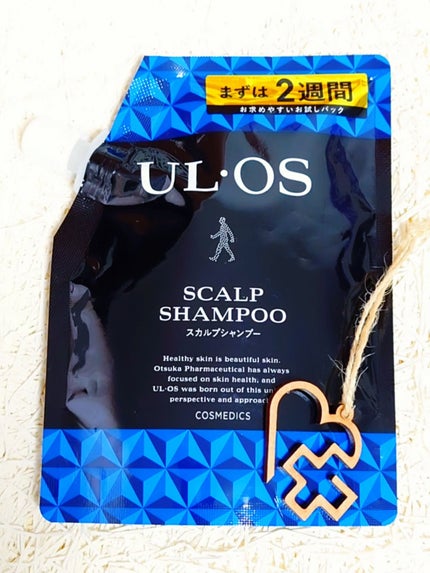 まずは2週間
お求めやすいお試しパック
UL·OS
SCALP
SHAMPOO
スカルプシャンプー
Healthy skin is beautiful skin.
Otsuka Pharmaceutical has always
focused on skin health, and
UL·OS was born out of this
perspective and approach
COSMEDICS